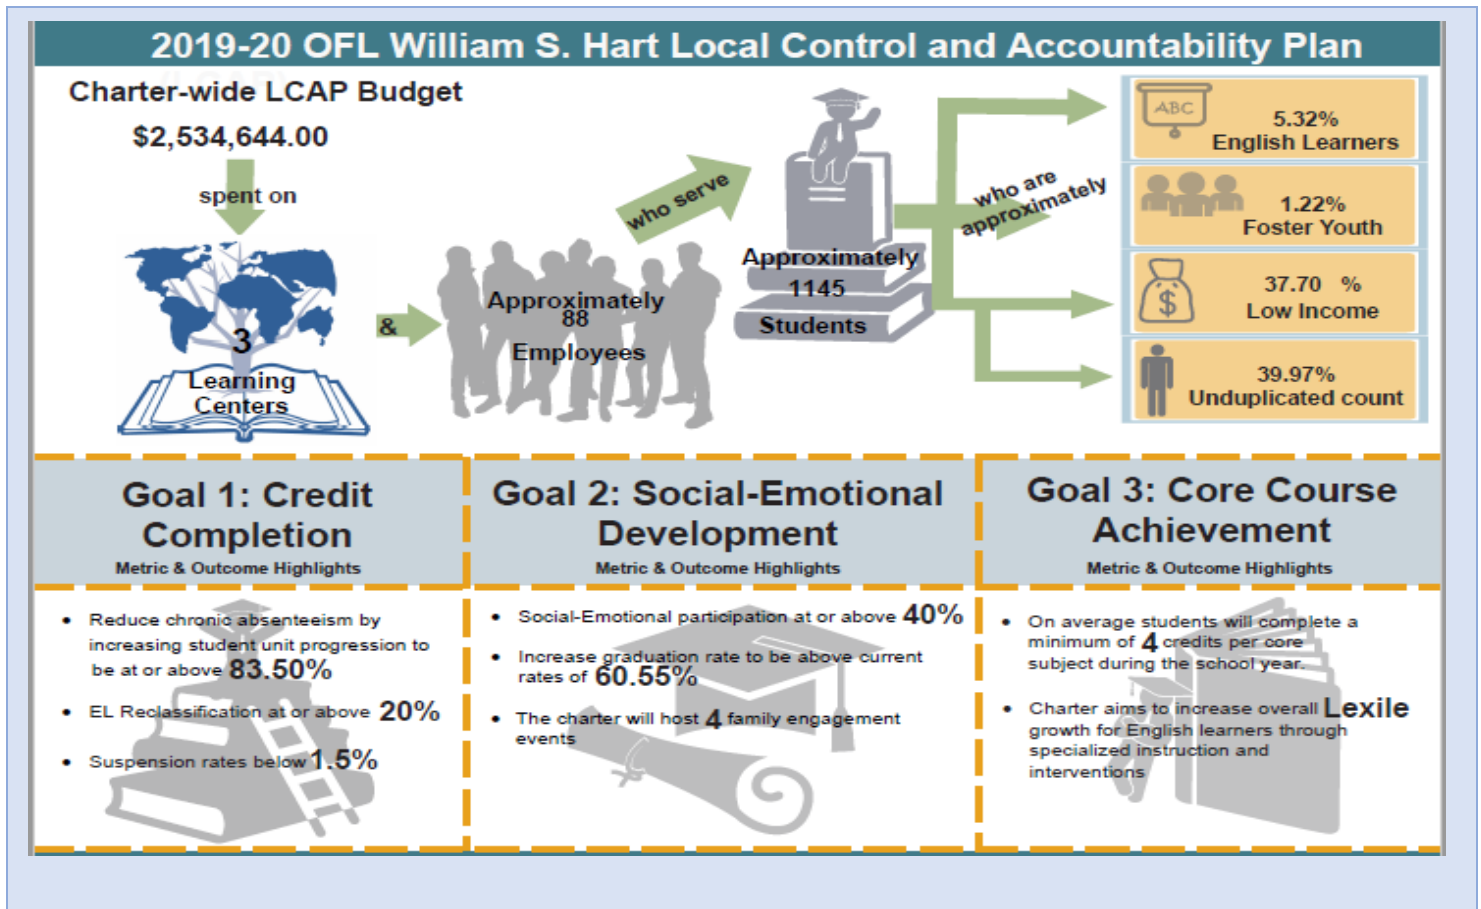 2019-20 OFL William S. Hart Local Control and Accountability Plan
Charter-wide LCAP Budget
$2,534,644.00
spent on
3
Learning
Centers
&
Approximately
88
Employees
who serve
Approximately
1145
Students
who are
approximately
ABC
5.32%
English Learners
1.22%
Foster Youth
$
37.70 %
Low Income
39.97%
Unduplicated count
Goal 1: Credit
Completion
Metric & Outcome Highlights
• Reduce chronic absenteeism by
increasing student unit progression to
be at or above 83.50%
• EL Reclassification at or above 20%
• Suspension rates below 1.5%
Goal 2: Social-Emotional
Development
Metric & Outcome Highlights
• Social-Emotional participation at or above 40%
• Increase graduation rate to be above current
rates of 60.55%
• The charter will host 4 family engagement
events
Goal 3: Core Course
Achievement
Metric & Outcome Highlights
• On average students will complete a
minimum of 4 credits per core
subject during the school year.
• Charter aims to increase overall Lexile
growth for English learners through
specialized instruction and
interventions